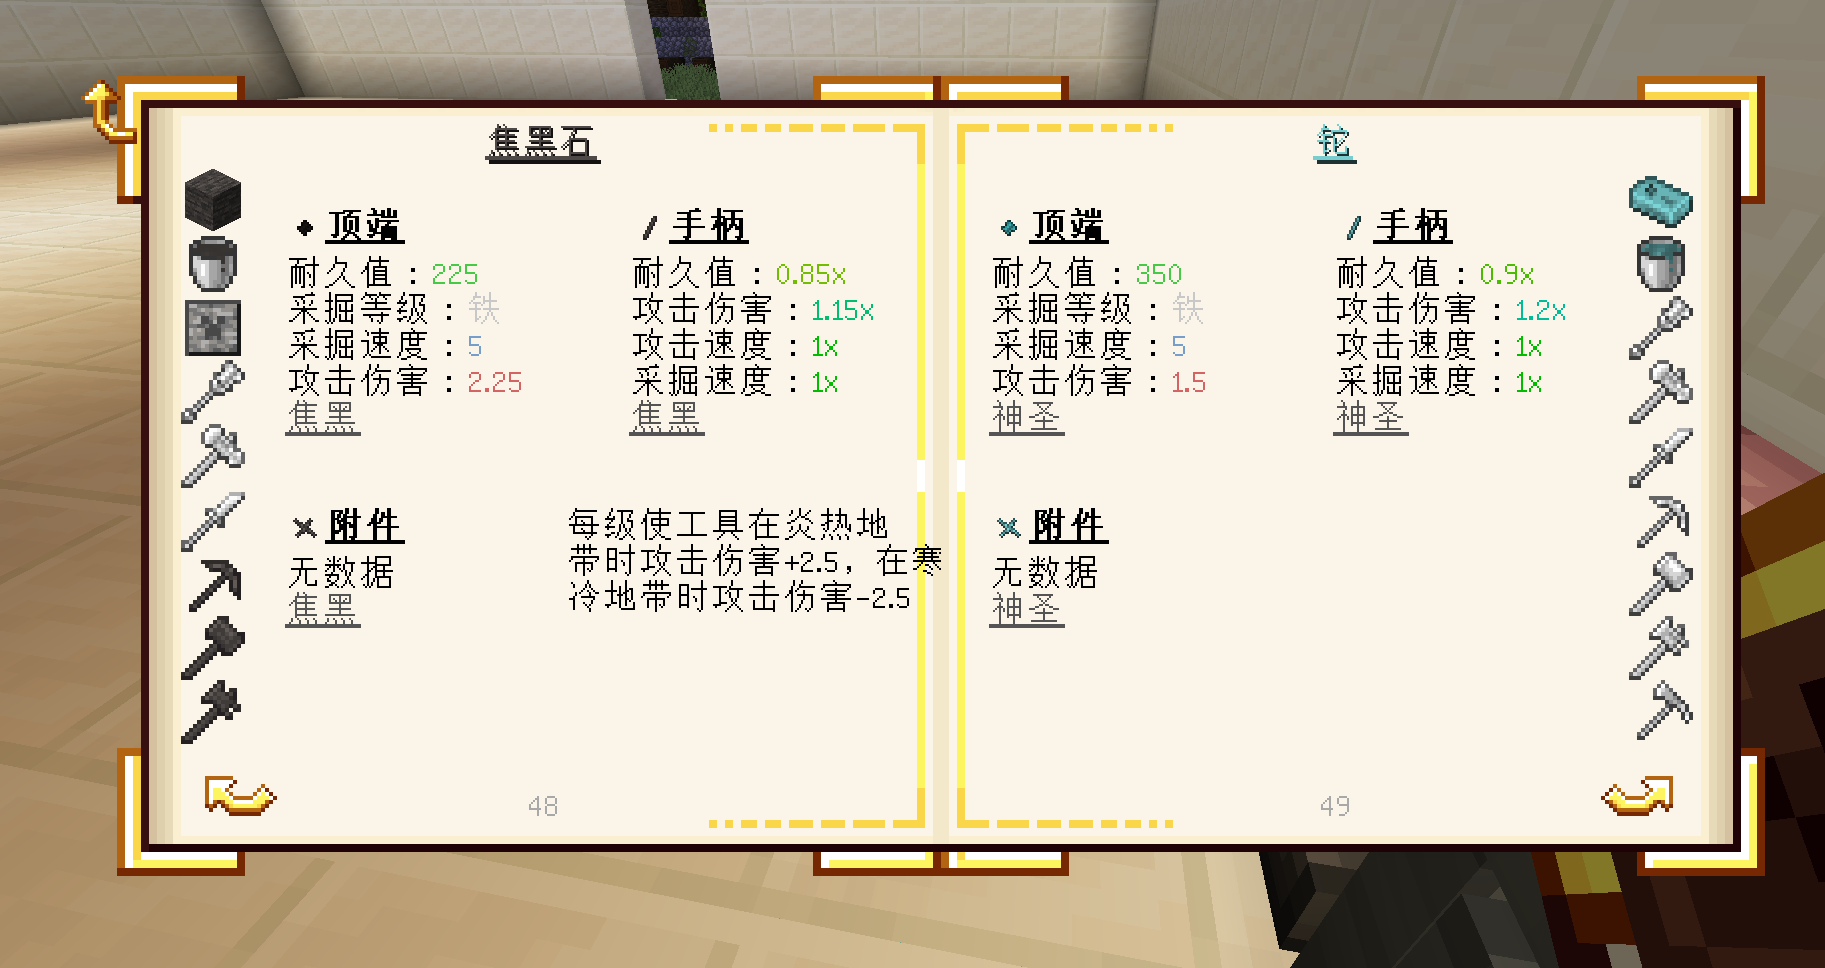 焦黑石
顶端
耐久值：225
采掘等级：铁
采掘速度：5
攻击伤害：2.25
焦黑
手柄
耐久值：0.85x
攻击伤害：1.15x
攻击速度：1x
采掘速度：1x
焦黑
附件
无数据
焦黑
每级使工具在炎热地
带时攻击伤害+2.5，在寒
冷地带时攻击伤害-2.5
48
铊
顶端
耐久值：350
采掘等级：铁
采掘速度：5
攻击伤害：1.5
神圣
手柄
耐久值：0.9x
攻击伤害：1.2x
攻击速度：1x
采掘速度：1x
神圣
附件
无数据
神圣
49